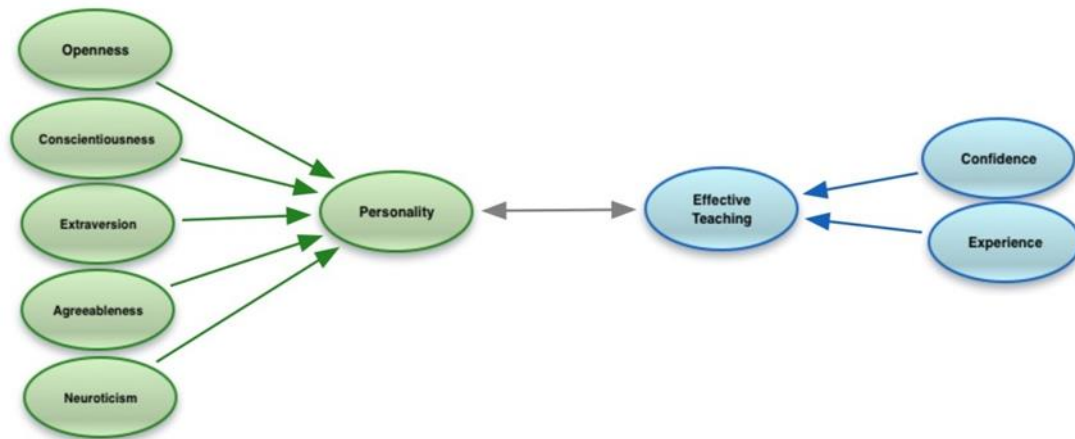 Openness
Conscientiousness
Extraversion
Agreeableness
Neuroticism
Personality
Effective
Teaching
Confidence
Experience